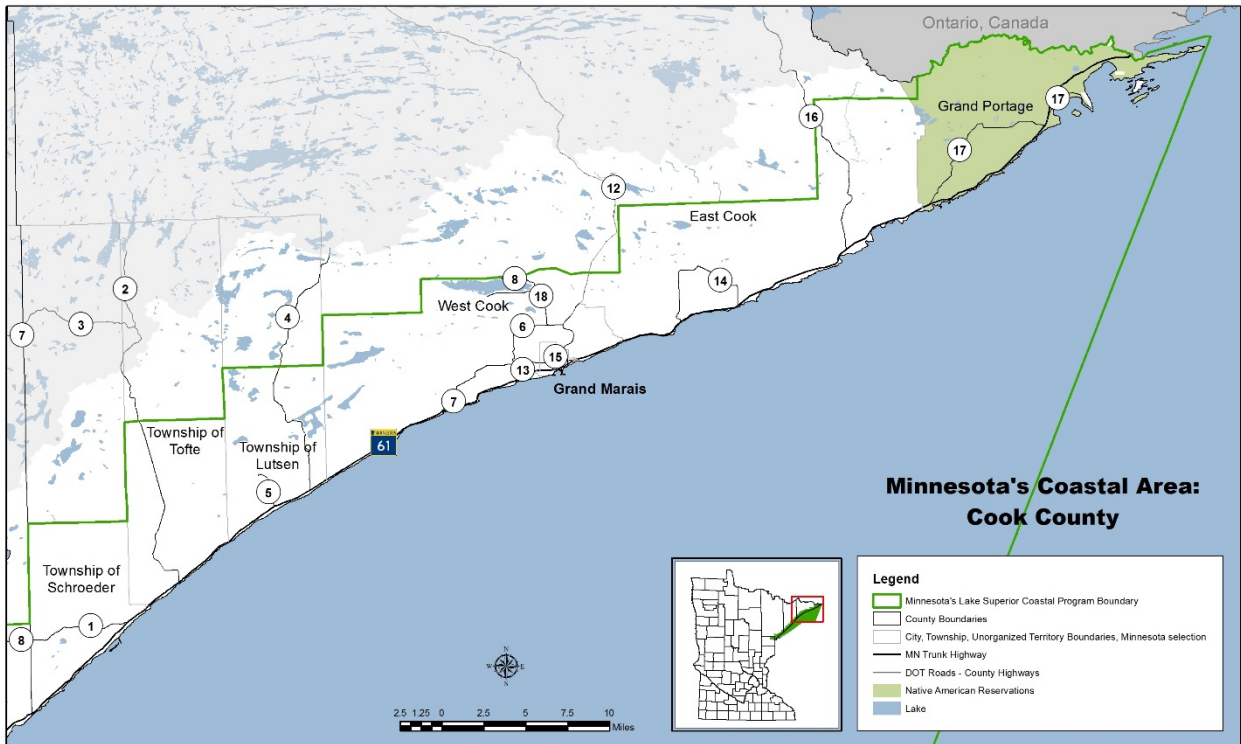 Ontario, Canada
17
Grand Portage
16
17
12
East Cook
2
8
14
4
18
3
West Cook
7
6
15
13
Grand Marais
7
61
Township of
Tofte
Township of
Lutsen
5
Minnesota's Coastal Area:
Cook County
Township of
Schroeder
1
8
Legend
Minnesota's Lake Superior Coastal Program Boundary
County Boundaries
City, Township, Unorganized Territory Boundaries, Minnesota selection
MN Trunk Highway
DOT Roads - County Highways
Native American Reservations
Lake
N
W E
S
2.5 1.25 0 2.5 5 7.5 10
Miles